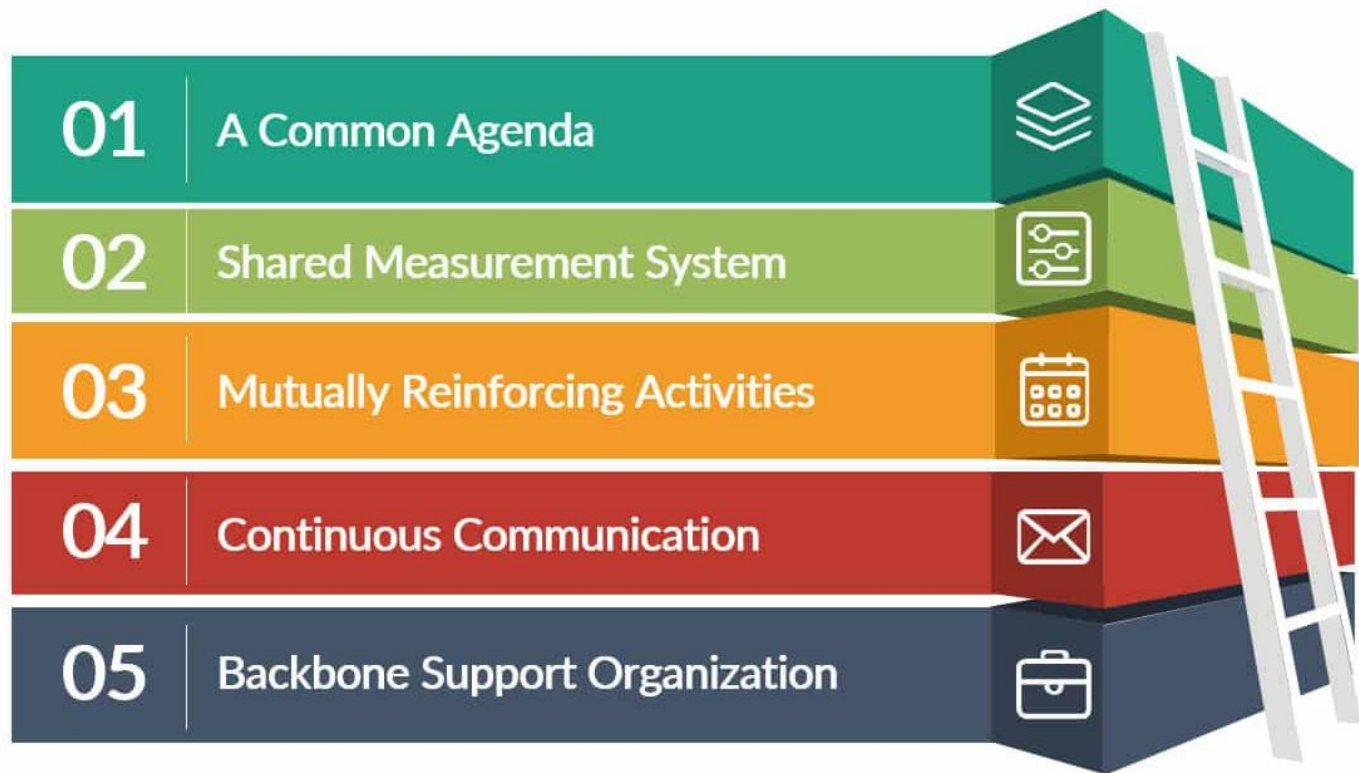 01 A Common Agenda
02 Shared Measurement System
03 Mutually Reinforcing Activities
04 Continuous Communication
05 Backbone Support Organization